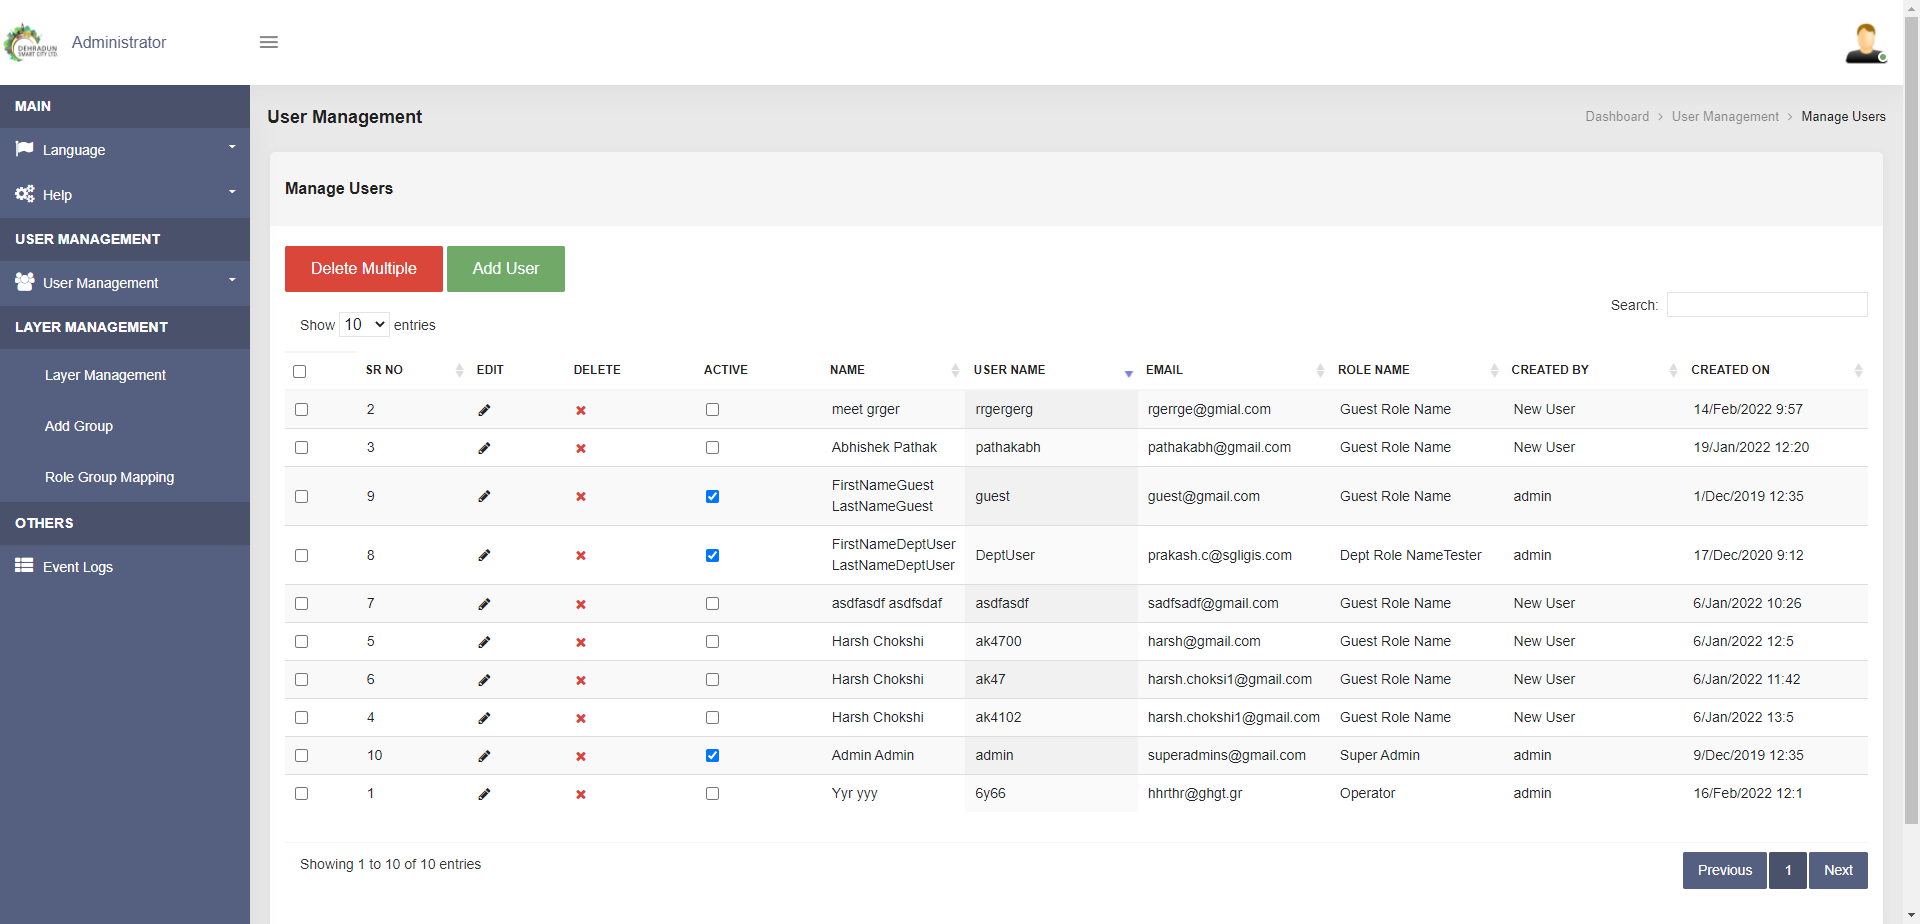 DEHRADUN
SMART CITY LTD.
Administrator
MAIN
Language
Help
USER MANAGEMENT
User Management
LAYER MANAGEMENT
Layer Management
Add Group
Role Group Mapping
OTHERS
Event Logs
User Management
Dashboard > User Management > Manage Users
Manage Users
Delete Multiple
Add User
Show 10 entries
Search:
SR NO EDIT DELETE ACTIVE NAME USER NAME EMAIL ROLE NAME CREATED BY CREATED ON
2 meet grger rrgergerg rgerrge@gmial.com Guest Role Name New User 14/Feb/2022 9:57
3 Abhishek Pathak pathakabh pathakabh@gmail.com Guest Role Name New User 19/Jan/2022 12:20
9 FirstNameGuest LastNameGuest guest guest@gmail.com Guest Role Name admin 1/Dec/2019 12:35
8 FirstNameDeptUser LastNameDeptUser DeptUser prakash.c@sgligis.com Dept Role NameTester admin 17/Dec/2020 9:12
7 asdfasdf asdfsdaf asdfasdf sadfsadf@gmail.com Guest Role Name New User 6/Jan/2022 10:26
5 Harsh Chokshi ak4700 harsh@gmail.com Guest Role Name New User 6/Jan/2022 12:5
6 Harsh Chokshi ak47 harsh.choksi1@gmail.com Guest Role Name New User 6/Jan/2022 11:42
4 Harsh Chokshi ak4102 harsh.chokshi1@gmail.com Guest Role Name New User 6/Jan/2022 13:5
10 Admin Admin admin superadmins@gmail.com Super Admin admin 9/Dec/2019 12:35
1 Yyr yyy 6y66 hhrthr@ghgt.gr Operator admin 16/Feb/2022 12:1
Showing 1 to 10 of 10 entries
Previous 1 Next